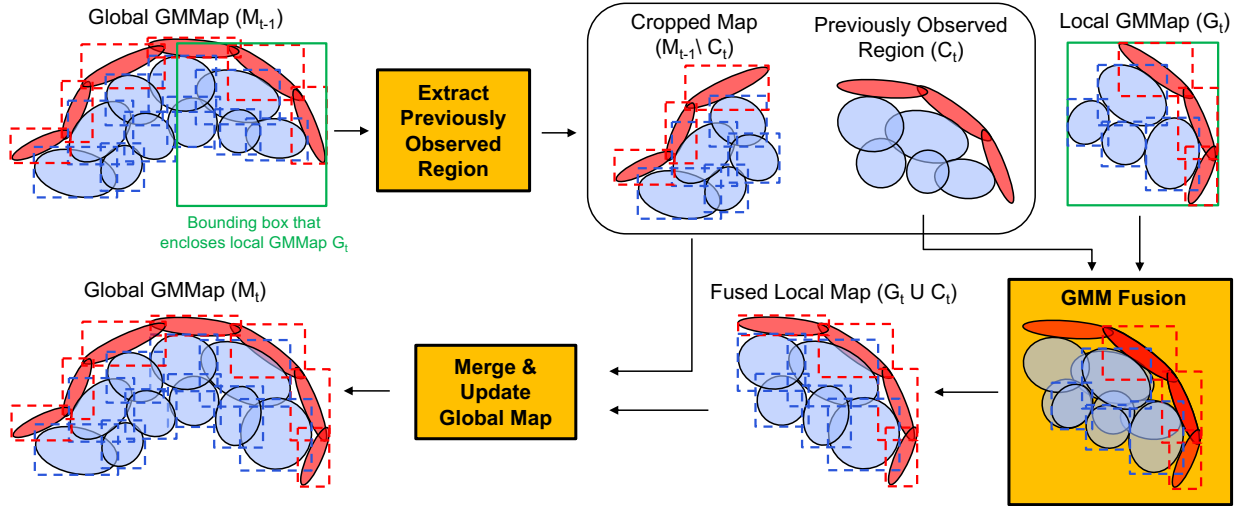 Global GMMap (Mt-1)
Bounding box that
encloses local GMMap Gt
Extract
Previously
Observed
Region
Cropped Map
(Mt-1\ Ct)
Previously Observed
Region (Ct)
Local GMMap (Gt)
Global GMMap (Mt)
Merge &
Update
Global Map
Fused Local Map (Gt U Ct)
GMM Fusion